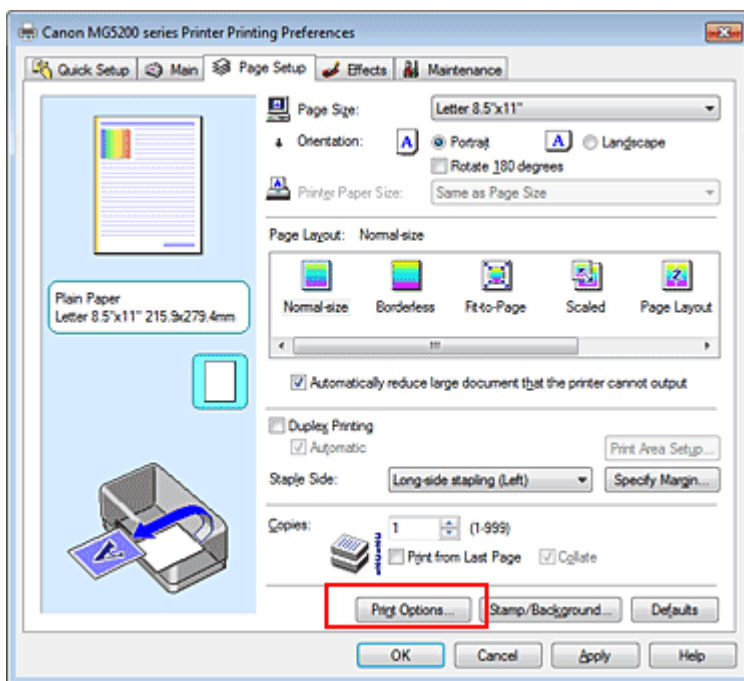 Canon MG5200 series Printer Printing Preferences
Quick Setup Main Page Setup Effects Maintenance
Page Size: Letter 8.5"x11"
Orientation: A Portrait A Landscape
Rotate 180 degrees
Printer Paper Size: Same as Page Size
Page Layout: Normal-size
Normal-size Borderless Fit-to-Page Scaled Page Layout
Plain Paper
Letter 8.5"x11" 215.9x279.4mm
Automatically reduce large document that the printer cannot output
Duplex Printing
Automatic Print Area Setup...
Staple Side: Long-side stapling (Left) Specify Margin...
Copies: 1 (1-999)
Print from Last Page Collate
Print Options... Stamp/Background... Defaults
OK Cancel Apply Help